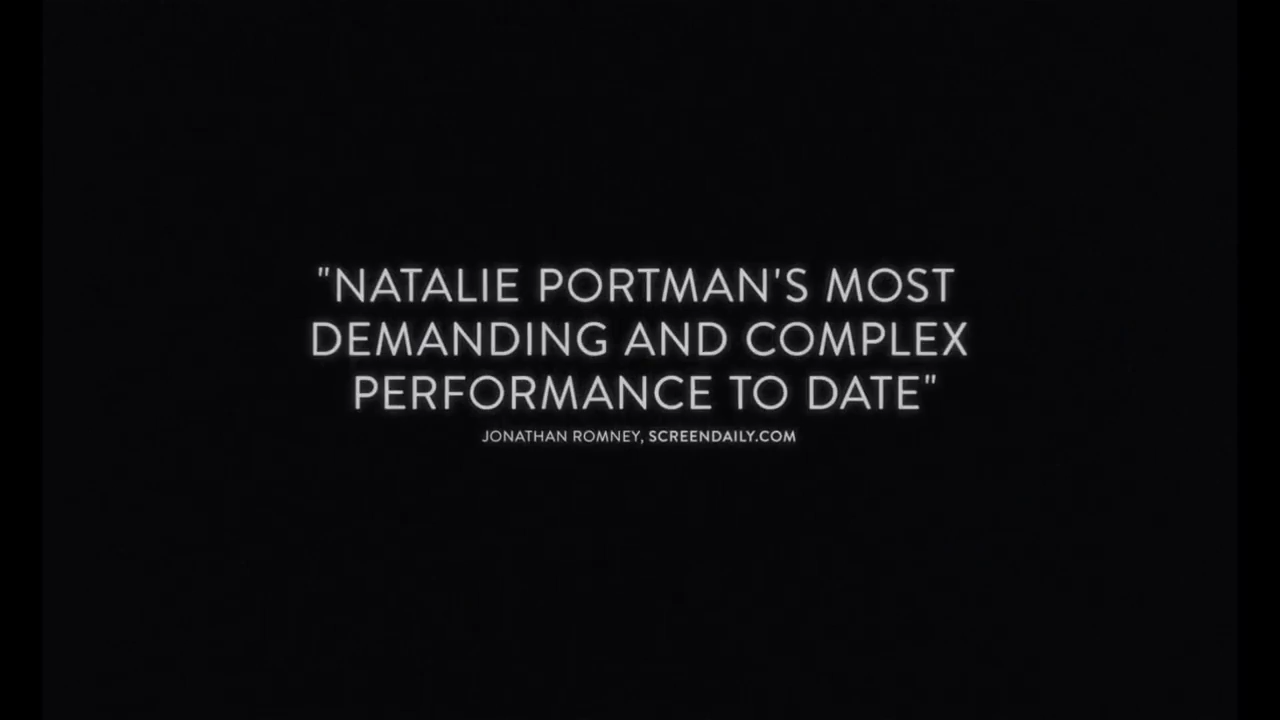 "NATALIE PORTMAN'S MOST
DEMANDING AND COMPLEX
PERFORMANCE TO DATE"
JONATHAN ROMNEY, SCREENDAILY.COM